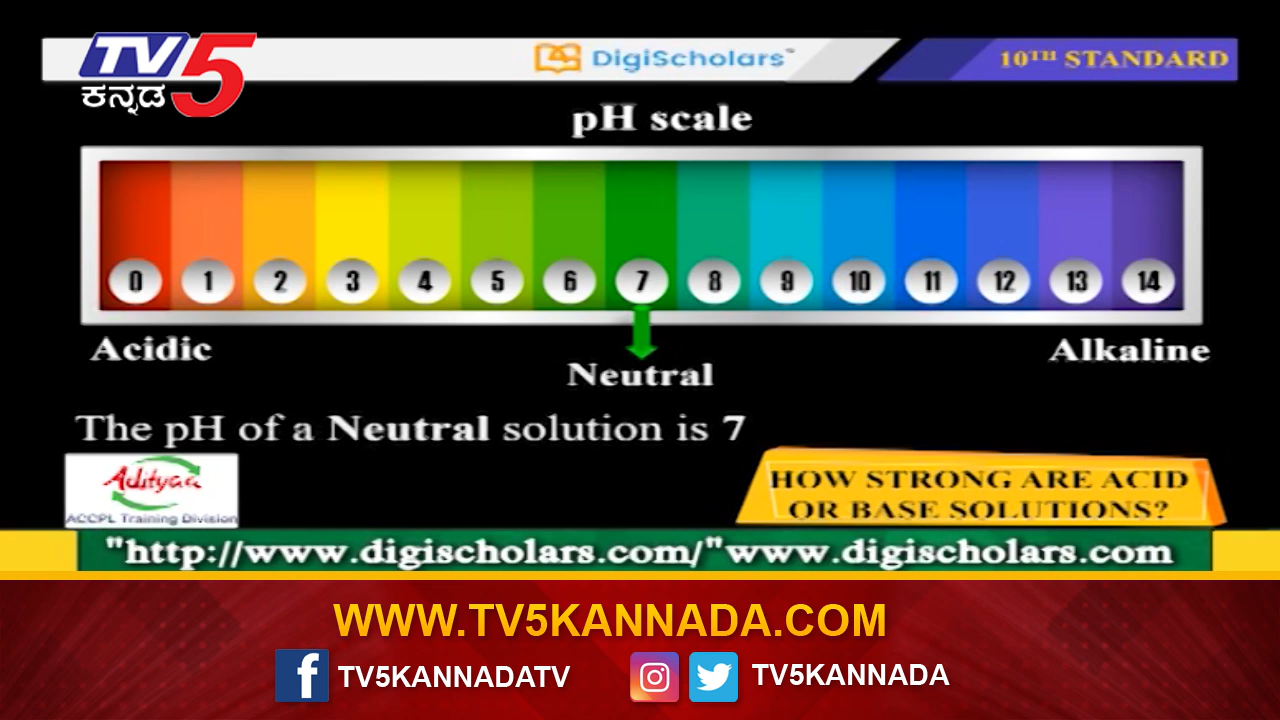 TV5
ಕನ್ನಡ
DigiScholars™
10TH STANDARD
pH scale
0 1 2 3 4 5 6 7 8 9 10 11 12 13 14
Acidic
Neutral
Alkaline
The pH of a Neutral solution is 7
Adityaa
ACCPL Training Division
HOW STRONG ARE ACID
OR BASE SOLUTIONS?
"http://www.digischolars.com/"www.digischolars.com
WWW.TV5KANNADA.COM
f TV5KANNADATV
TV5KANNADA